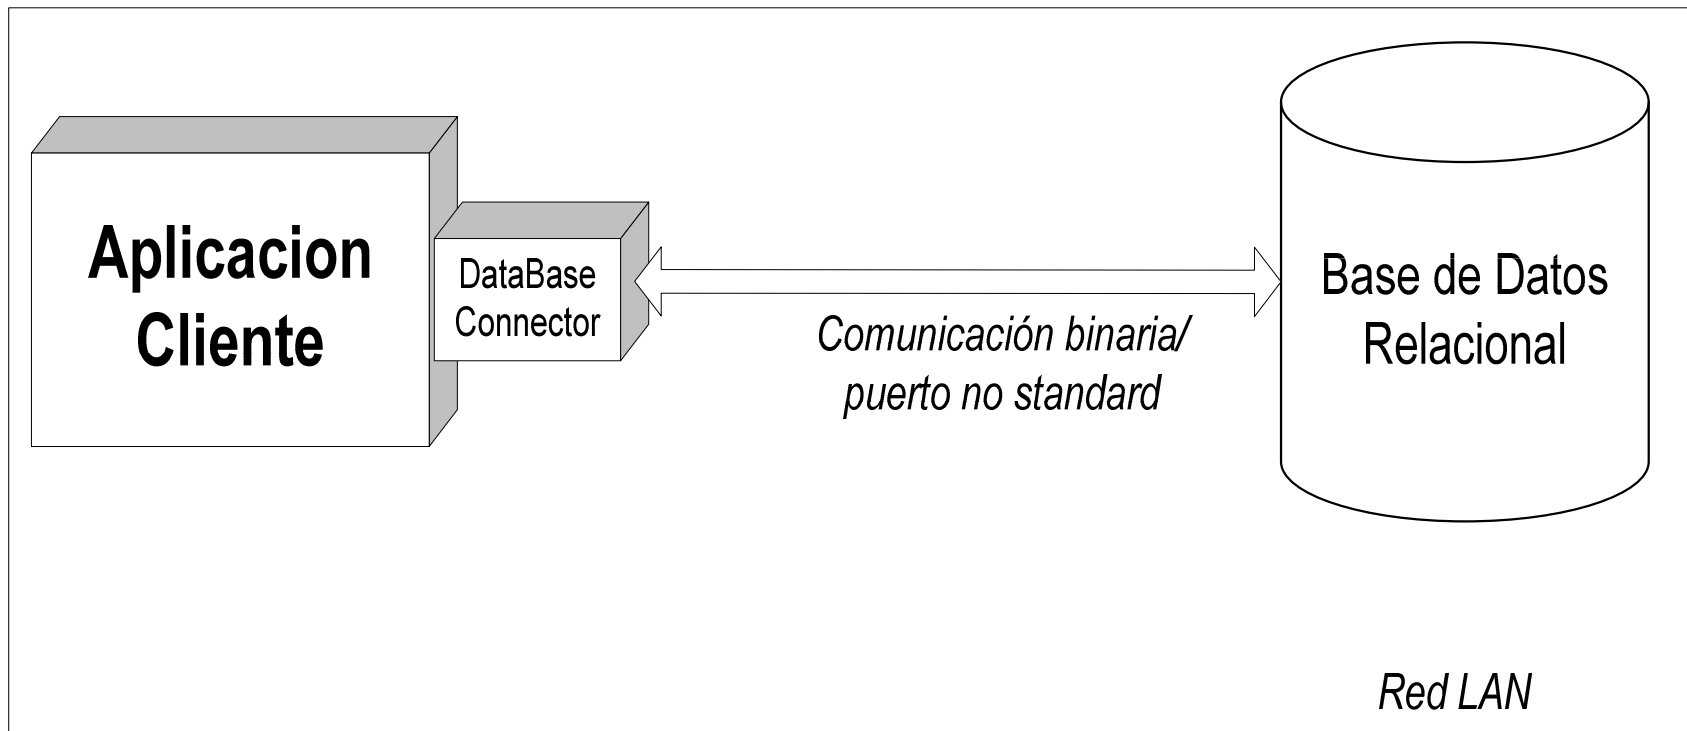 Aplicacion
Cliente
DataBase
Connector
Comunicación binaria/
puerto no standard
Base de Datos
Relacional
Red LAN